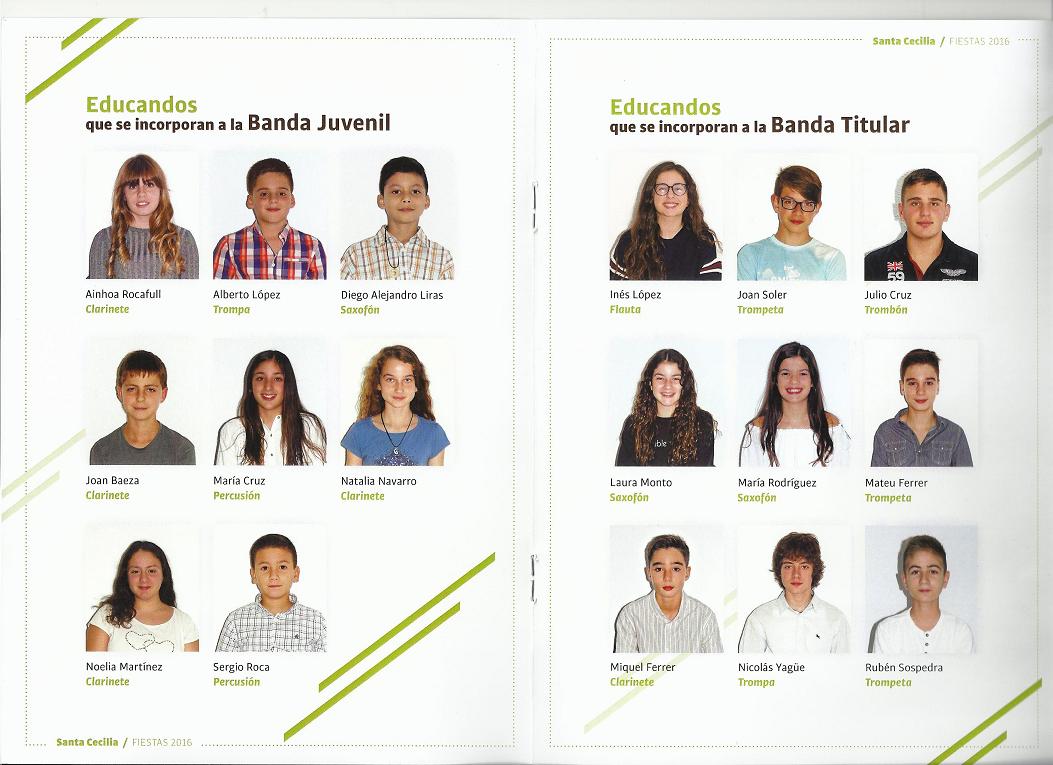 Educandos
que se incorporan a la Banda Juvenil
Ainhoa Rocafull
Clarinete
Alberto López
Trompa
Diego Alejandro Liras
Saxofón
Joan Baeza
Clarinete
María Cruz
Percusión
Natalia Navarro
Clarinete
Noelia Martínez
Clarinete
Sergio Roca
Percusión
Santa Cecilia / FIESTAS 2016
Santa Cecilia / FIESTAS 2016
Educandos
que se incorporan a la Banda Titular
Inés López
Flauta
Joan Soler
Trompeta
59
Julio Cruz
Trombón
Laura Monto
Saxofón
María Rodríguez
Saxofón
Mateu Ferrer
Trompeta
Miquel Ferrer
Clarinete
Nicolás Yagüe
Trompa
Rubén Sospedra
Trompeta